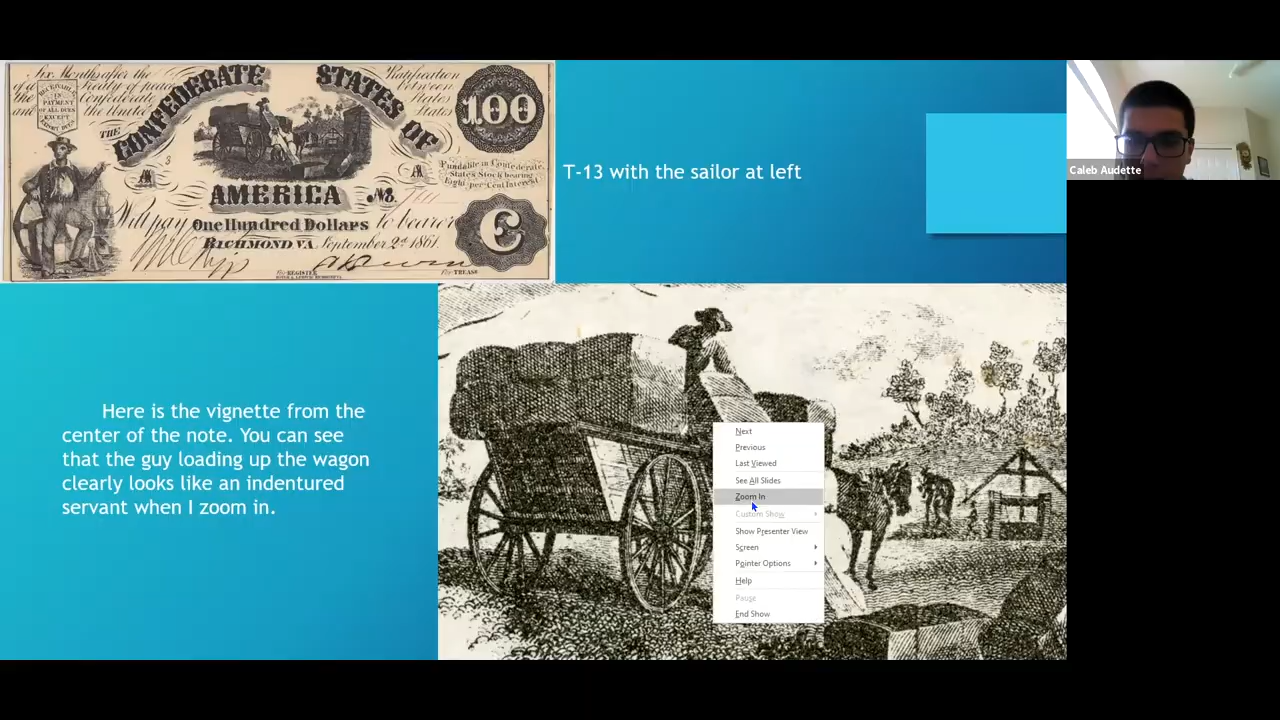 Six Months after the
Ratification
of a Treaty of peace
between
the Confederate
States
and
the United
States
RECEIVABLE
IN
PAYMENT
OF ALL DUES
EXCEPT
EXPORT DUTIES
THE
CONFEDERATE STATES OF
AMERICA
100
Fundable in Confederate
States Stock bearing
Eight per Cent Interest
A
A
No.
Will pay One Hundred Dollars to bearer
RICHMOND VA September 2d 1861.
C
For REGISTER
For TREASR
T-13 with the sailor at left
Caleb Audette
Here is the vignette from the
center of the note. You can see
that the guy loading up the wagon
clearly looks like an indentured
servant when I zoom in.
Next
Previous
Last Viewed
See All Slides
Zoom In
Custom Show
Show Presenter View
Screen
Pointer Options
Help
Pause
End Show